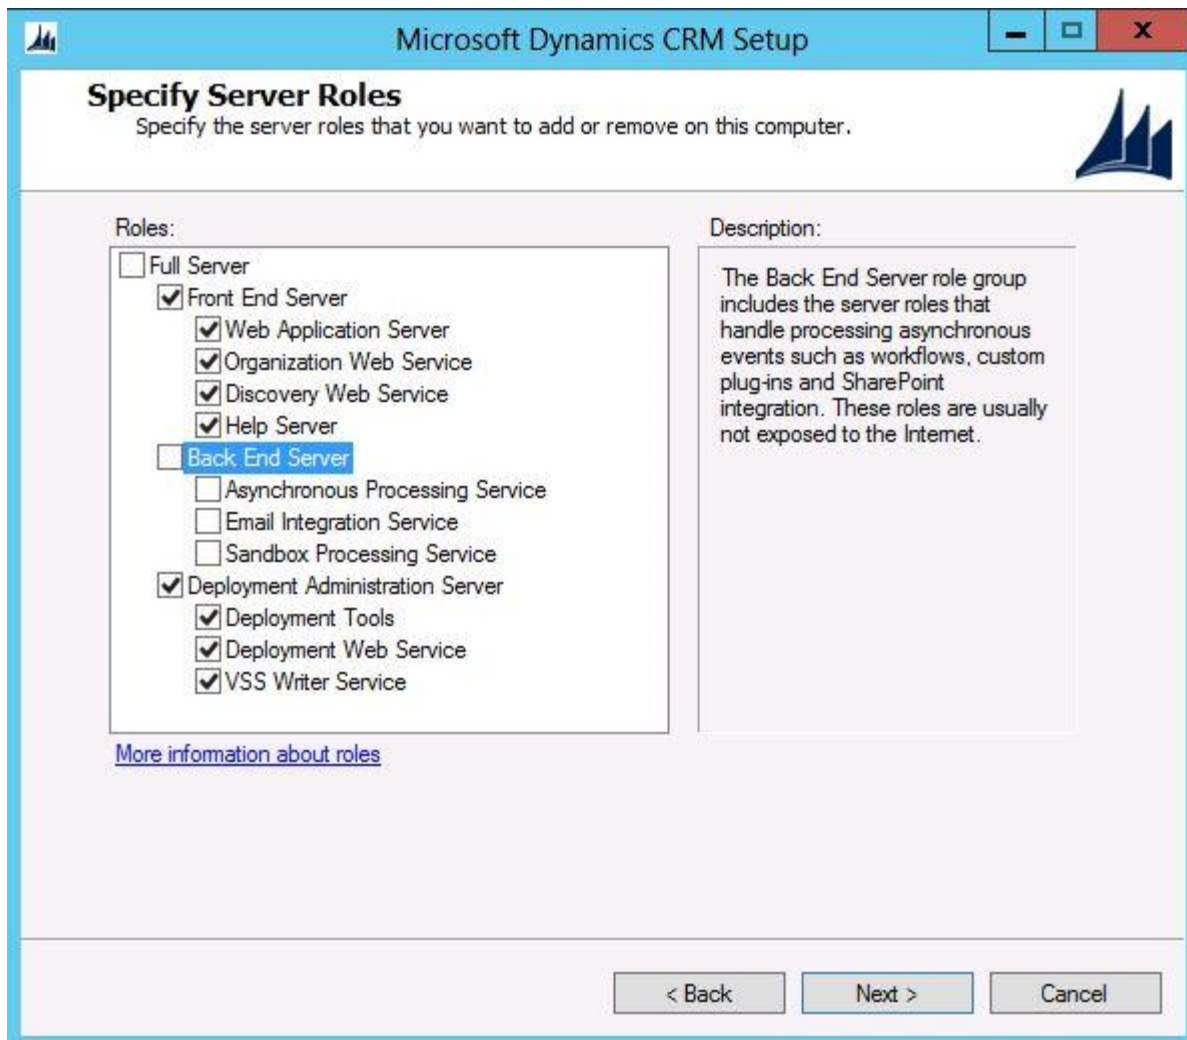 Microsoft Dynamics CRM Setup
Specify Server Roles
Specify the server roles that you want to add or remove on this computer.
Roles:
Full Server
Front End Server
Web Application Server
Organization Web Service
Discovery Web Service
Help Server
Back End Server
Asynchronous Processing Service
Email Integration Service
Sandbox Processing Service
Deployment Administration Server
Deployment Tools
Deployment Web Service
VSS Writer Service
More information about roles
Description:
The Back End Server role group
includes the server roles that
handle processing asynchronous
events such as workflows, custom
plug-ins and SharePoint
integration. These roles are usually
not exposed to the Internet.
< Back
Next >
Cancel